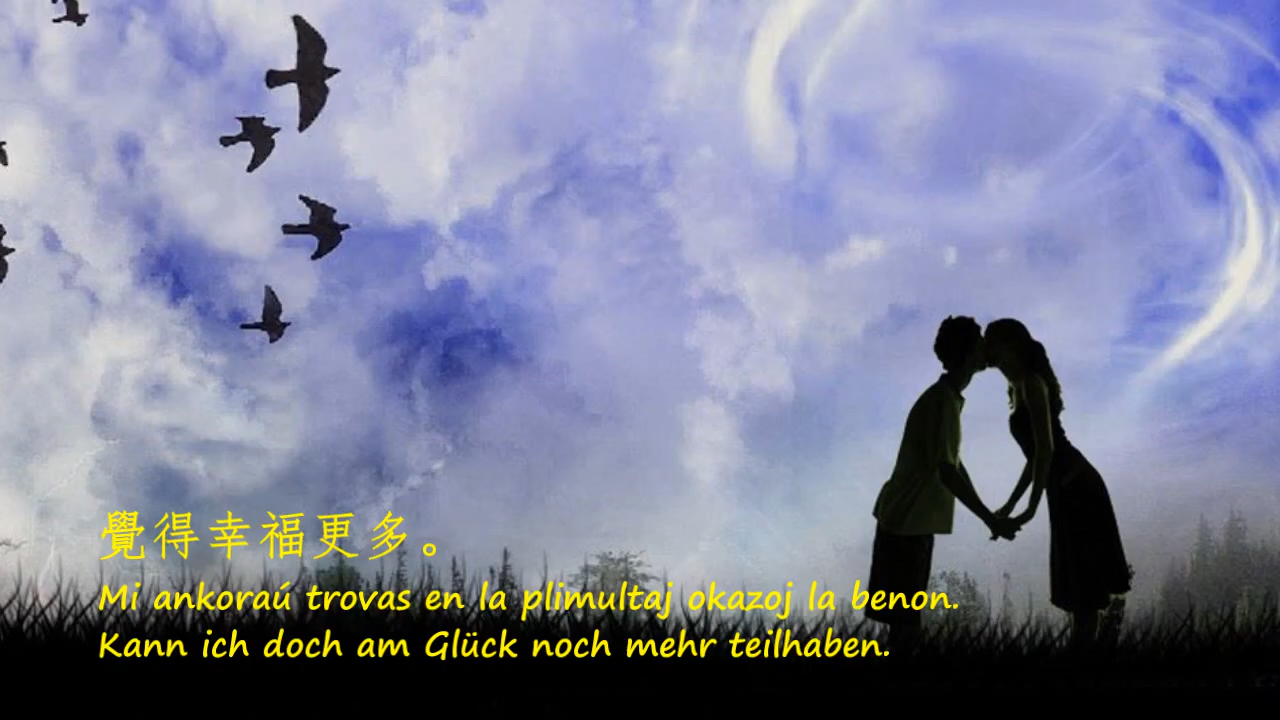 覺得幸福更多。
Mi ankoraú trovas en la plimultaj okazoj la benon.
Kann ich doch am Glück noch mehr teilhaben.